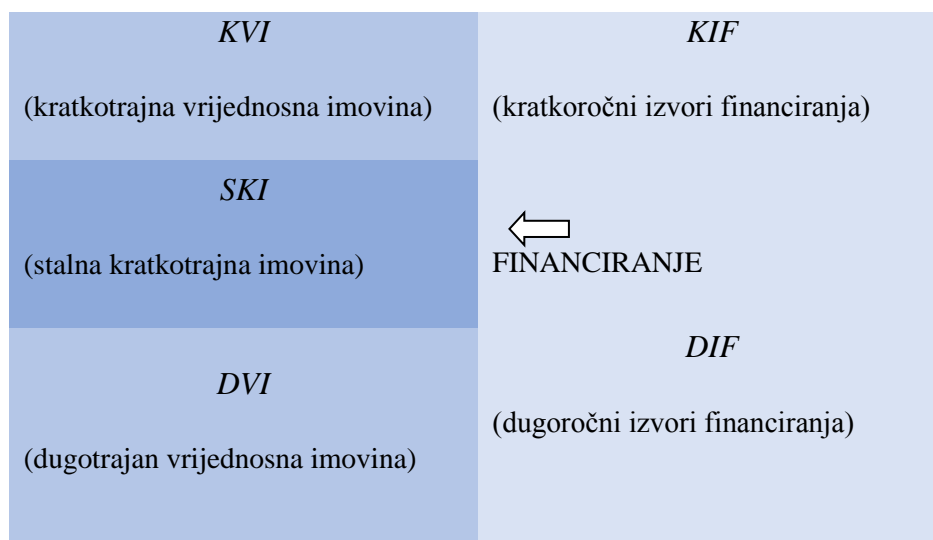 KVI
(kratkotrajna vrijednosna imovina)
SKI
(stalna kratkotrajna imovina)
DVI
(dugotrajan vrijednosna imovina)
KIF
(kratkoročni izvori financiranja)
FINANCIRANJE
DIF
(dugoročni izvori financiranja)